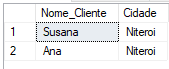 Nome_Cliente Cidade
1 Susana Niteroi
2 Ana Niteroi